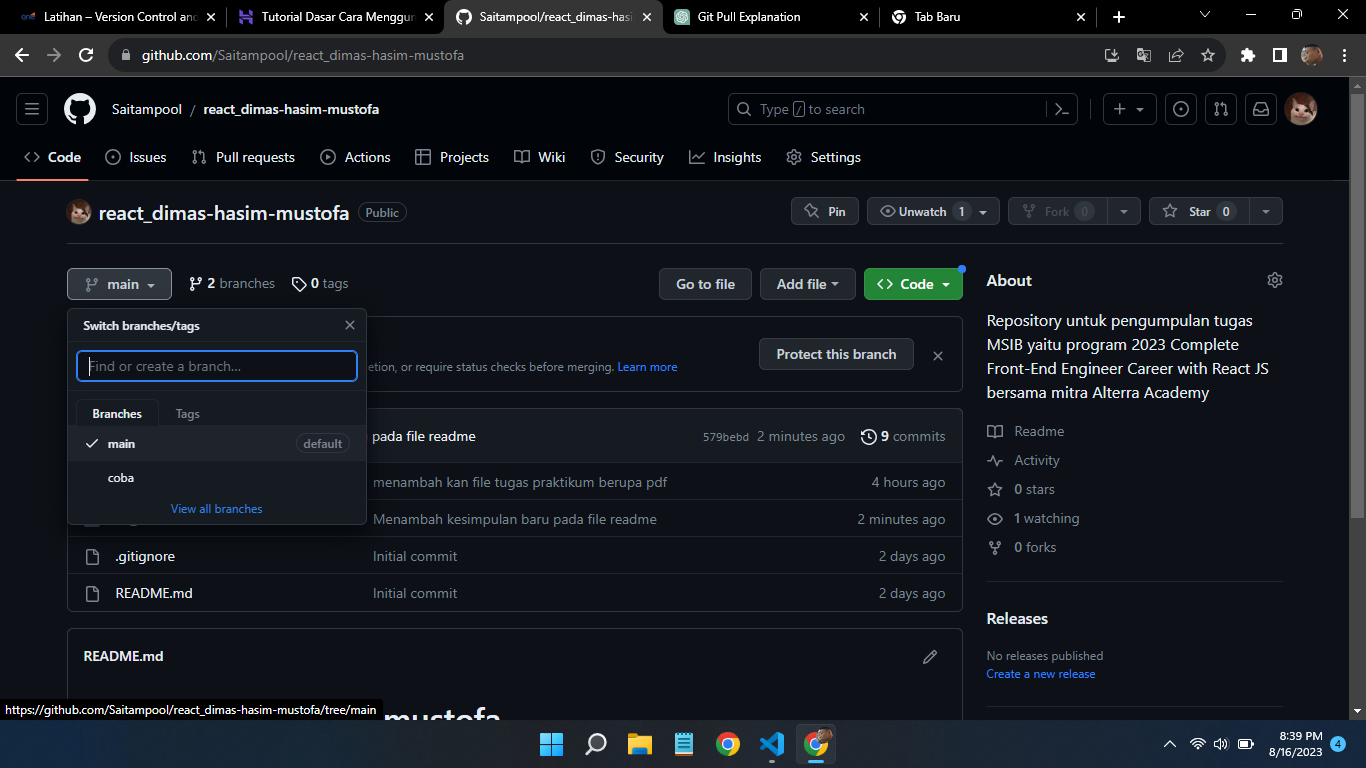 Latihan – Version Control and
Tutorial Dasar Cara Menggun
Saitampool/react_dimas-hasi
Git Pull Explanation
Tab Baru
github.com/Saitampool/react_dimas-hasim-mustofa
Saitampool / react_dimas-hasim-mustofa
Type / to search
Code
Issues
Pull requests
Actions
Projects
Wiki
Security
Insights
Settings
react_dimas-hasim-mustofa Public
Pin
Unwatch 1
Fork 0
Star 0
main
2 branches
0 tags
Go to file
Add file
Code
Switch branches/tags
Find or create a branch...
Branches
Tags
main default
coba
View all branches
etion, or require status checks before merging. Learn more
Protect this branch
pada file readme 579bebd 2 minutes ago 9 commits
menambah kan file tugas praktikum berupa pdf 4 hours ago
Menambah kesimpulan baru pada file readme 2 minutes ago
.gitignore Initial commit 2 days ago
README.md Initial commit 2 days ago
README.md
mustofa
About
Repository untuk pengumpulan tugas
MSIB yaitu program 2023 Complete
Front-End Engineer Career with React JS
bersama mitra Alterra Academy
Readme
Activity
0 stars
1 watching
0 forks
Releases
No releases published
Create a new release
https://github.com/Saitampool/react_dimas-hasim-mustofa/tree/main
8:39 PM
8/16/2023
4